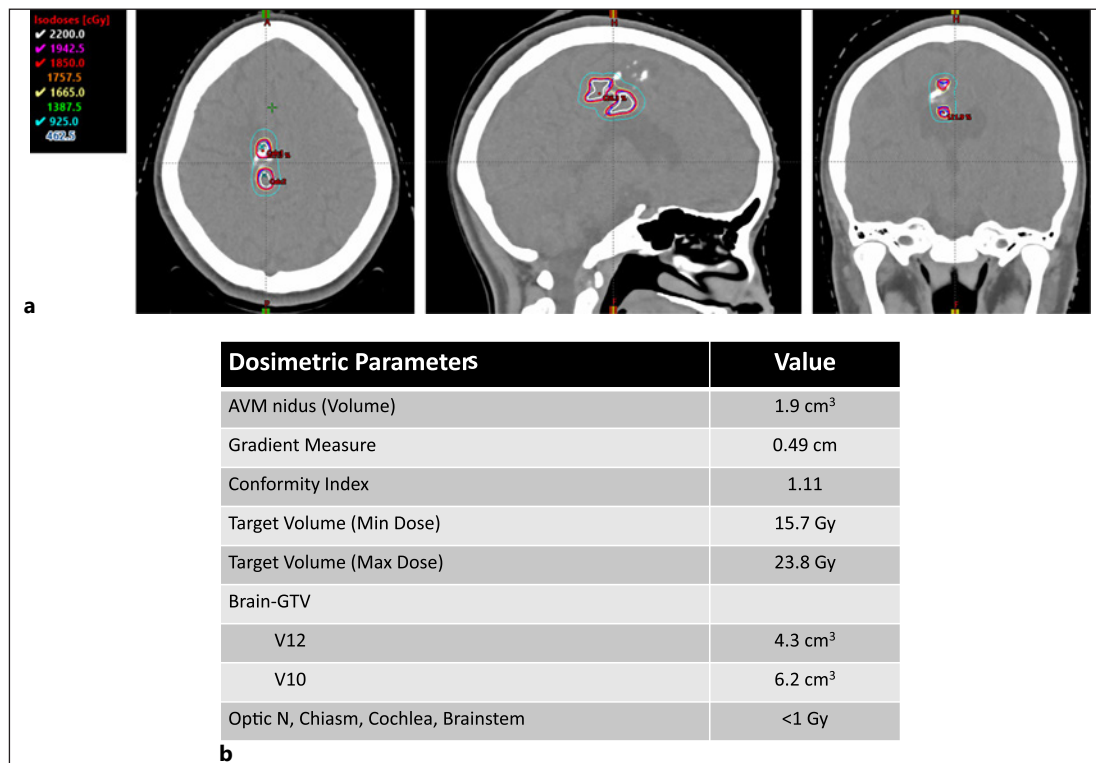 Isodoses [cGy]
✔ 2200.0
✔ 1942.5
✔ 1850.0
1757.5
✔ 1665.0
1387.5
✔ 925.0
462.5
A
H
H
a
Dosimetric Parameters Value
AVM nidus (Volume) 1.9 cm³
Gradient Measure 0.49 cm
Conformity Index 1.11
Target Volume (Min Dose) 15.7 Gy
Target Volume (Max Dose) 23.8 Gy
Brain-GTV
V12 4.3 cm³
V10 6.2 cm³
Optic N, Chiasm, Cochlea, Brainstem <1 Gy
b